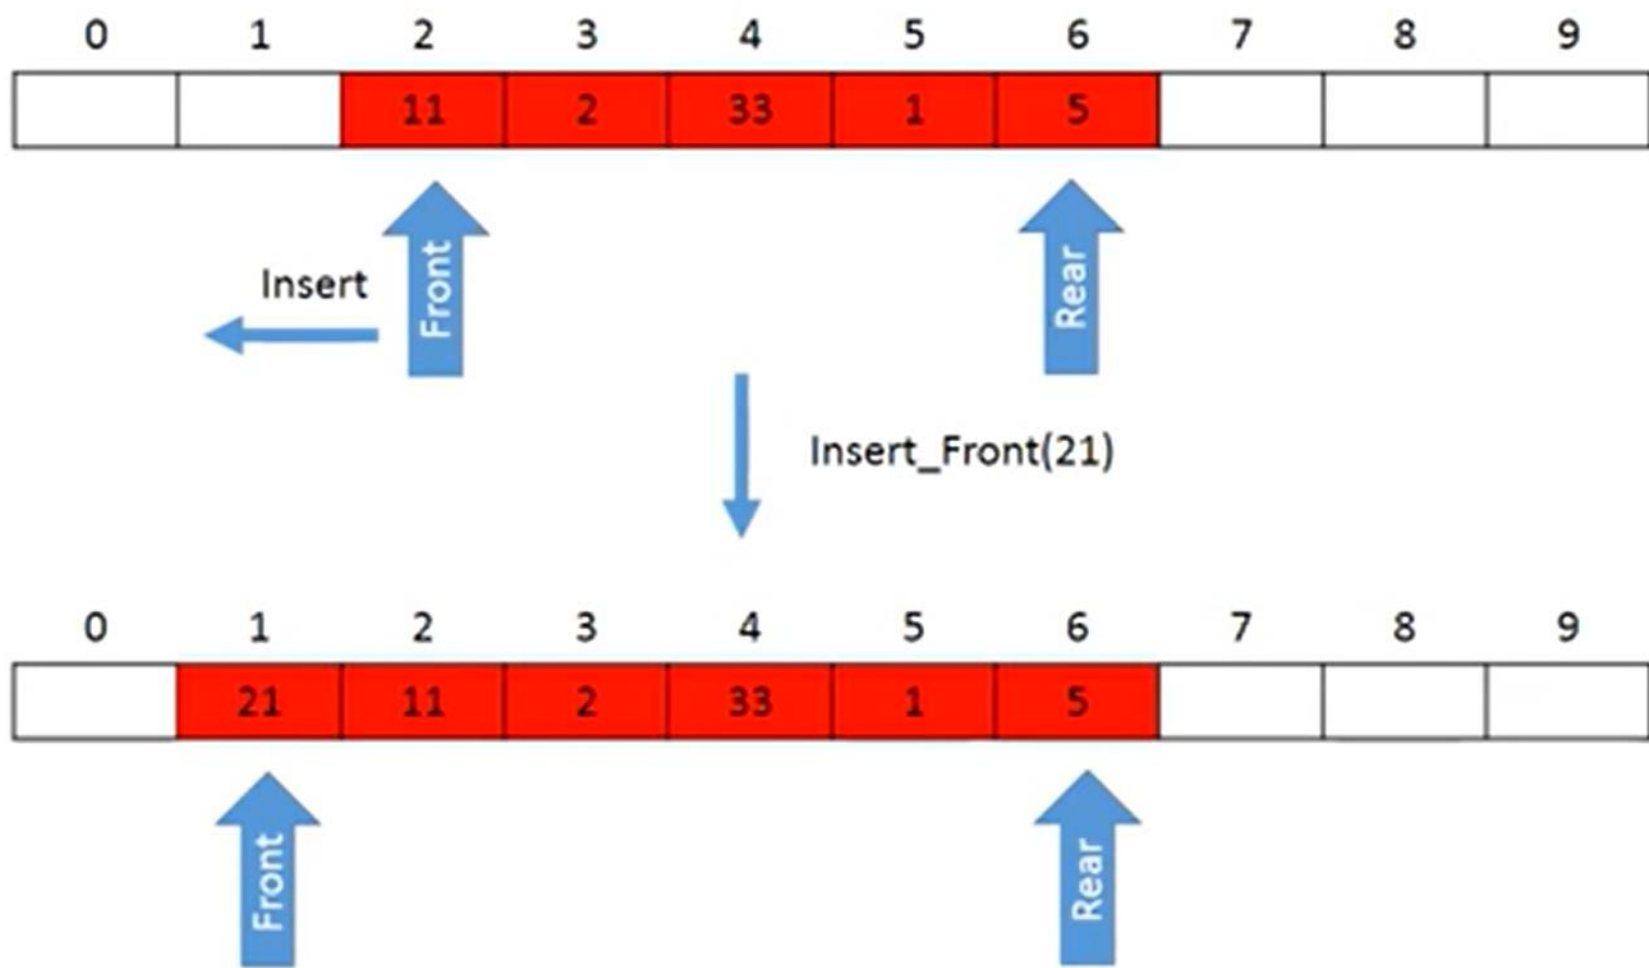 0 1 2 3 4 5 6 7 8 9
11 2 33 1 5
Front
Rear
Insert
Insert_Front(21)
0 1 2 3 4 5 6 7 8 9
21 11 2 33 1 5
Front
Rear